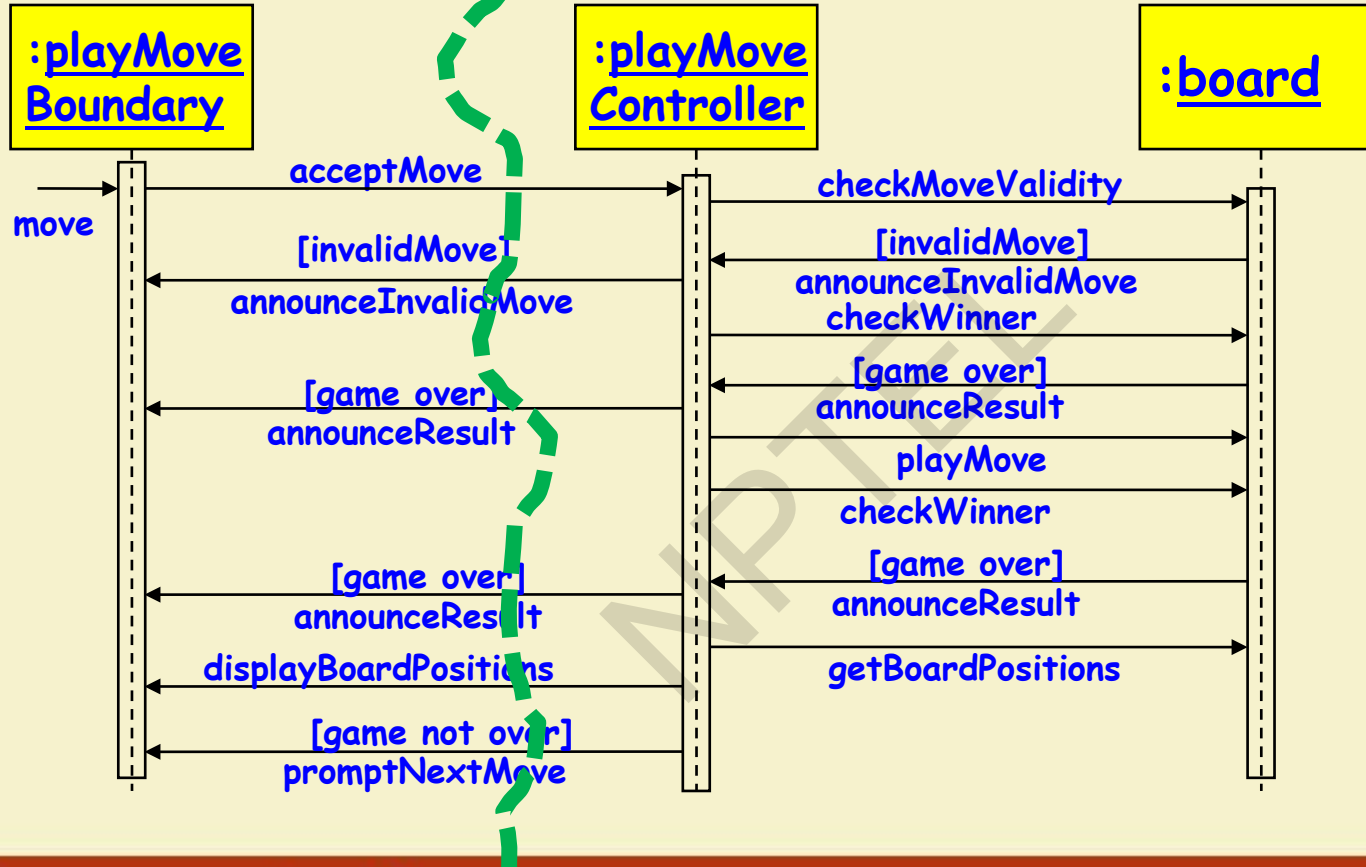 :playMove
Boundary
:playMove
Controller
:board
move
acceptMove
checkMoveValidity
[invalidMove]
announceInvalidMove
[invalidMove]
announceInvalidMove
checkWinner
[game over]
announceResult
[game over]
announceResult
playMove
checkWinner
[game over]
announceResult
[game over]
announceResult
displayBoardPositions
getBoardPositions
[game not over]
promptNextMove
NPTEL